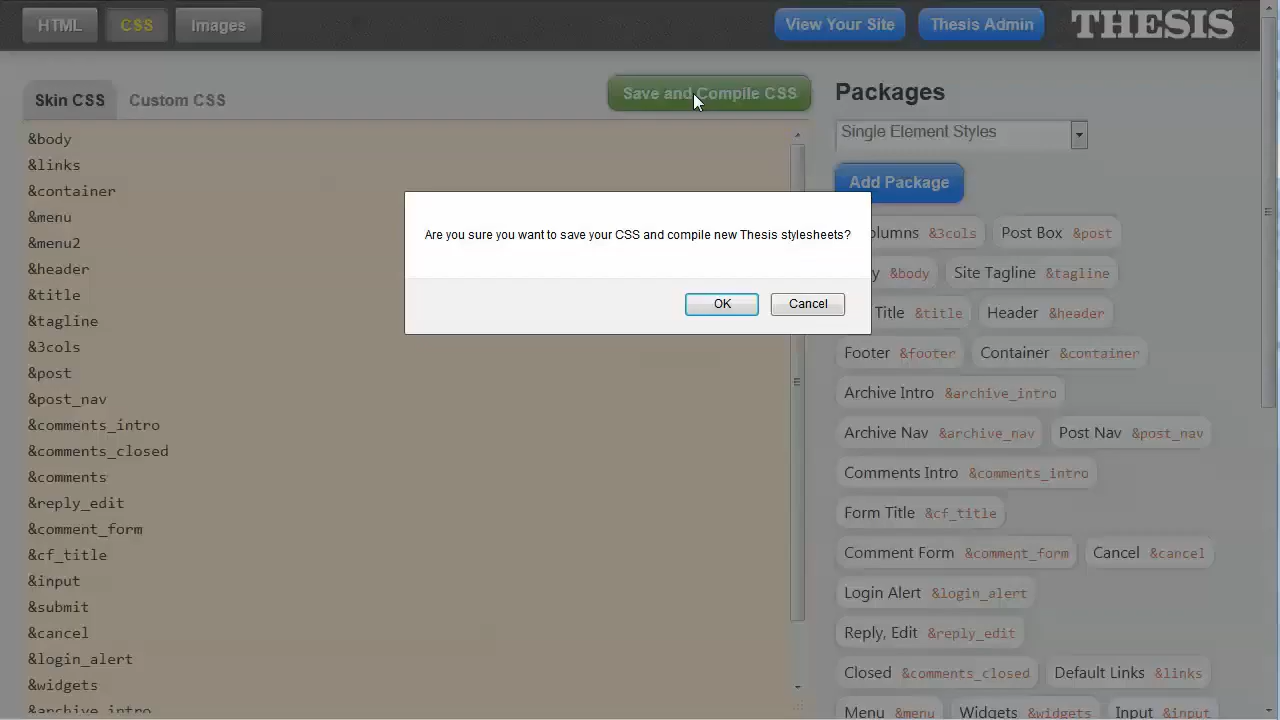 HTML CSS Images View Your Site Thesis Admin THESIS
Skin CSS Custom CSS Save and Compile CSS
&body
&links
&container
&menu
&menu2
&header
&title
&tagline
&3cols
&post
&post_nav
&comments_intro
&comments_closed
&comments
&reply_edit
&comment_form
&cf_title
&input
&submit
&cancel
&login_alert
&widgets
&archive_intro
Are you sure you want to save your CSS and compile new Thesis stylesheets?
OK Cancel
Packages
Single Element Styles
Add Package
olumns &3cols Post Box &post
y &body Site Tagline &tagline
Title &title Header &header
Footer &footer Container &container
Archive Intro &archive_intro
Archive Nav &archive_nav Post Nav &post_nav
Comments Intro &comments_intro
Form Title &cf_title
Comment Form &comment_form Cancel &cancel
Login Alert &login_alert
Reply, Edit &reply_edit
Closed &comments_closed Default Links &links
Menu &menu Widgets &widgets Input &input